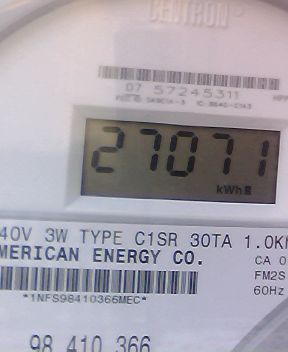 CENTRON
07 57245311
27071
kWh
40V 3W TYPE C1SR 30TA 1.0K
MERICAN ENERGY CO.
CA 0
FM2S
60Hz
*1NFS98410366MEC*
98 410 366